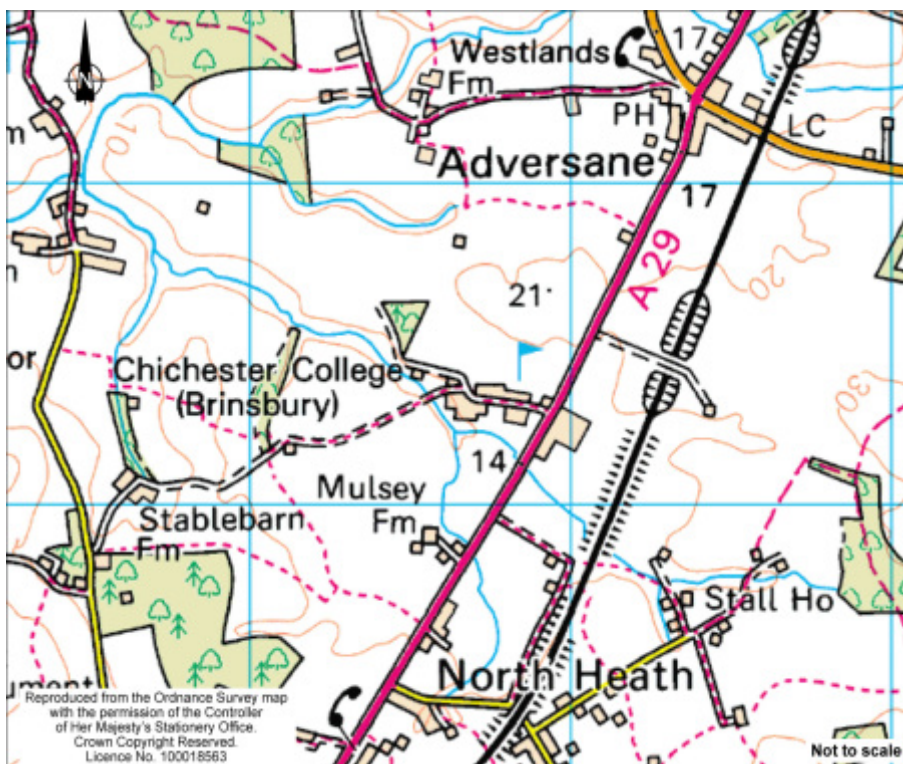 Westlands
Fm
17
N
m
PH
LC
10
Adversane
17
A 29
20
n
21
or
Chichester College
(Brinsbury)
30
14
Mulsey
Fm
Stablebarn
Fm
Stall Ho
North Heath
ument
Reproduced from the Ordnance Survey map
with the permission of the Controller
of Her Majesty's Stationery Office.
Crown Copyright Reserved.
Licence No. 100018563
Not to scale